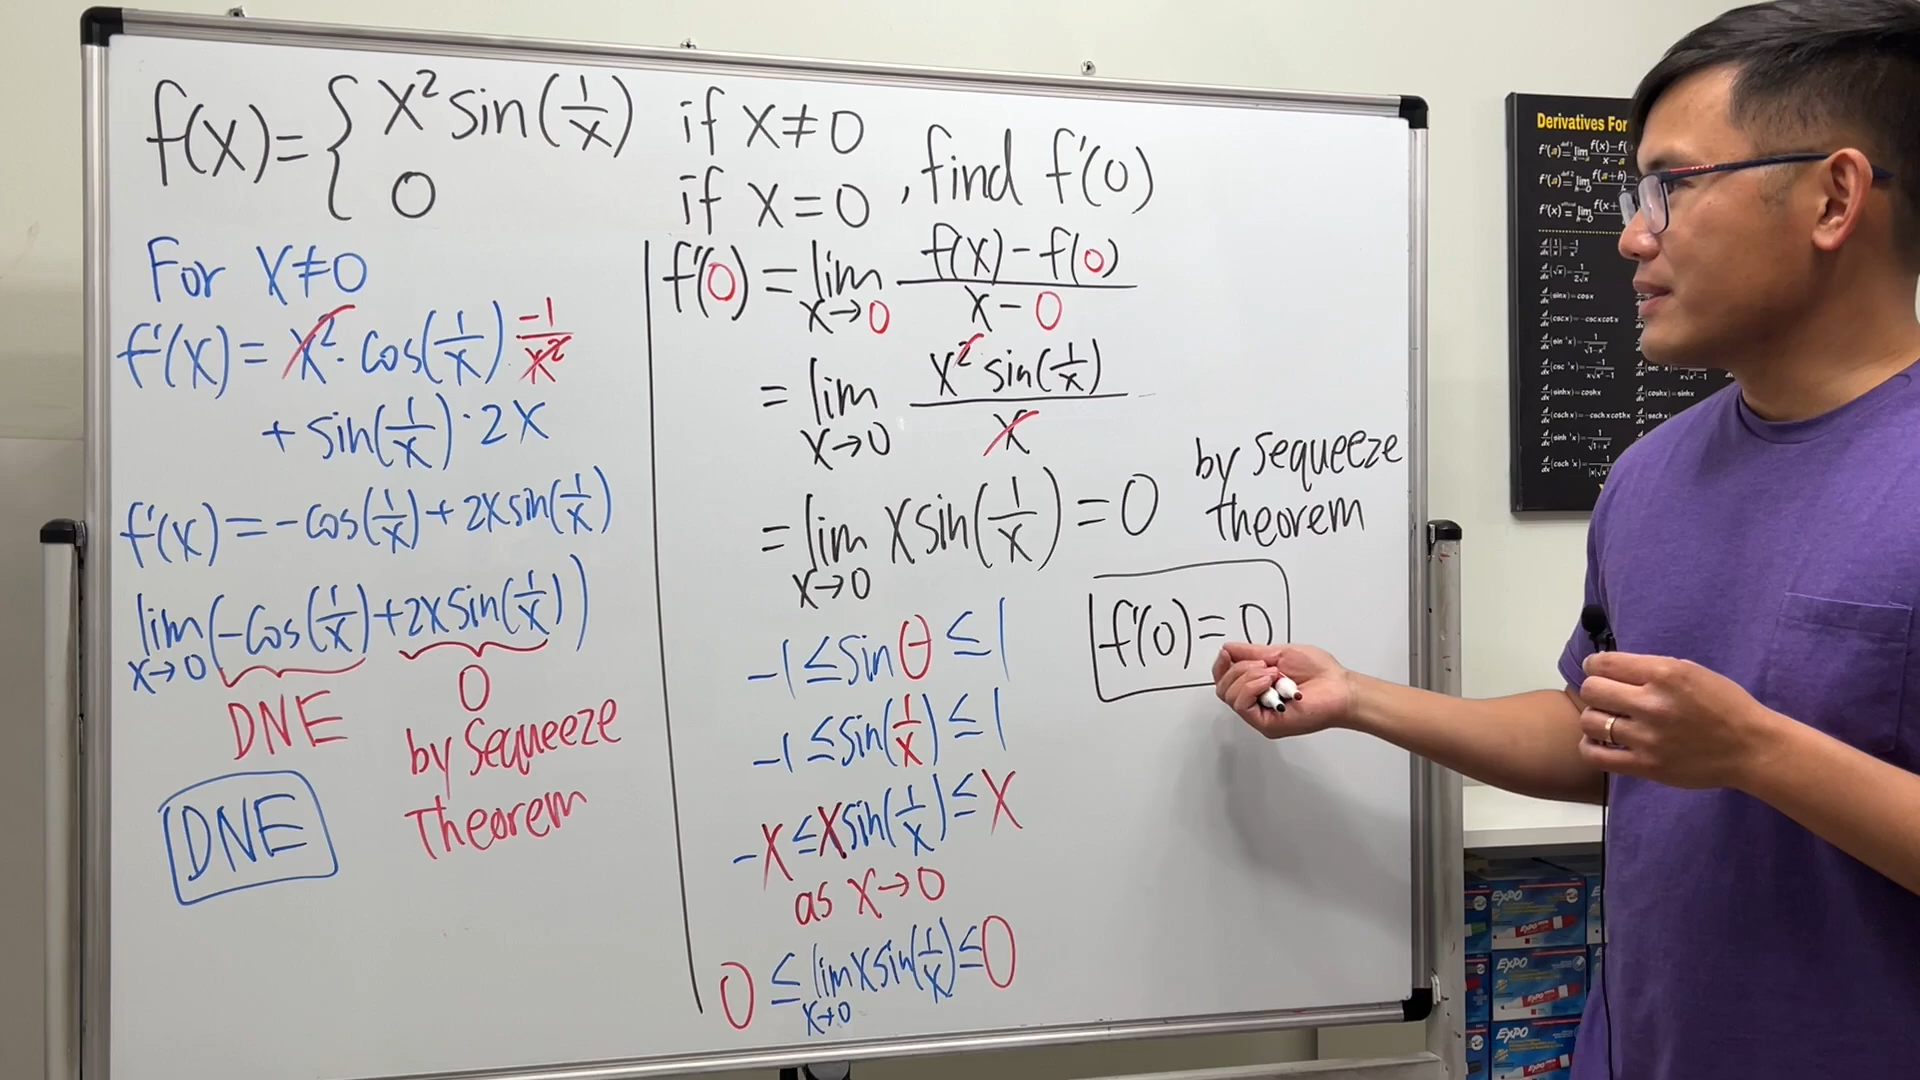 f(x) = { x² sin(1/x) if x≠0
0 if x=0 , find f'(0)
For x≠0
f'(x) = x² · cos(1/x) · -1/x²
+ sin(1/x) · 2x
f'(x) = -cos(1/x) + 2x sin(1/x)
lim x→0 (-cos(1/x) + 2x sin(1/x))
DNE
0
by Sequeeze
Theorem
DNE
f'(0) = lim x→0 f(x) - f(0) / x - 0
= lim x→0 x² sin(1/x) / x
= lim x→0 x sin(1/x) = 0
by Sequeeze
theorem
f'(0) = 0
-1 ≤ sin θ ≤ 1
-1 ≤ sin(1/x) ≤ 1
-x ≤ x sin(1/x) ≤ x
as x→0
0 ≤ lim x→0 x sin(1/x) ≤ 0
Derivatives For
EXPO
EXPO
EXPO